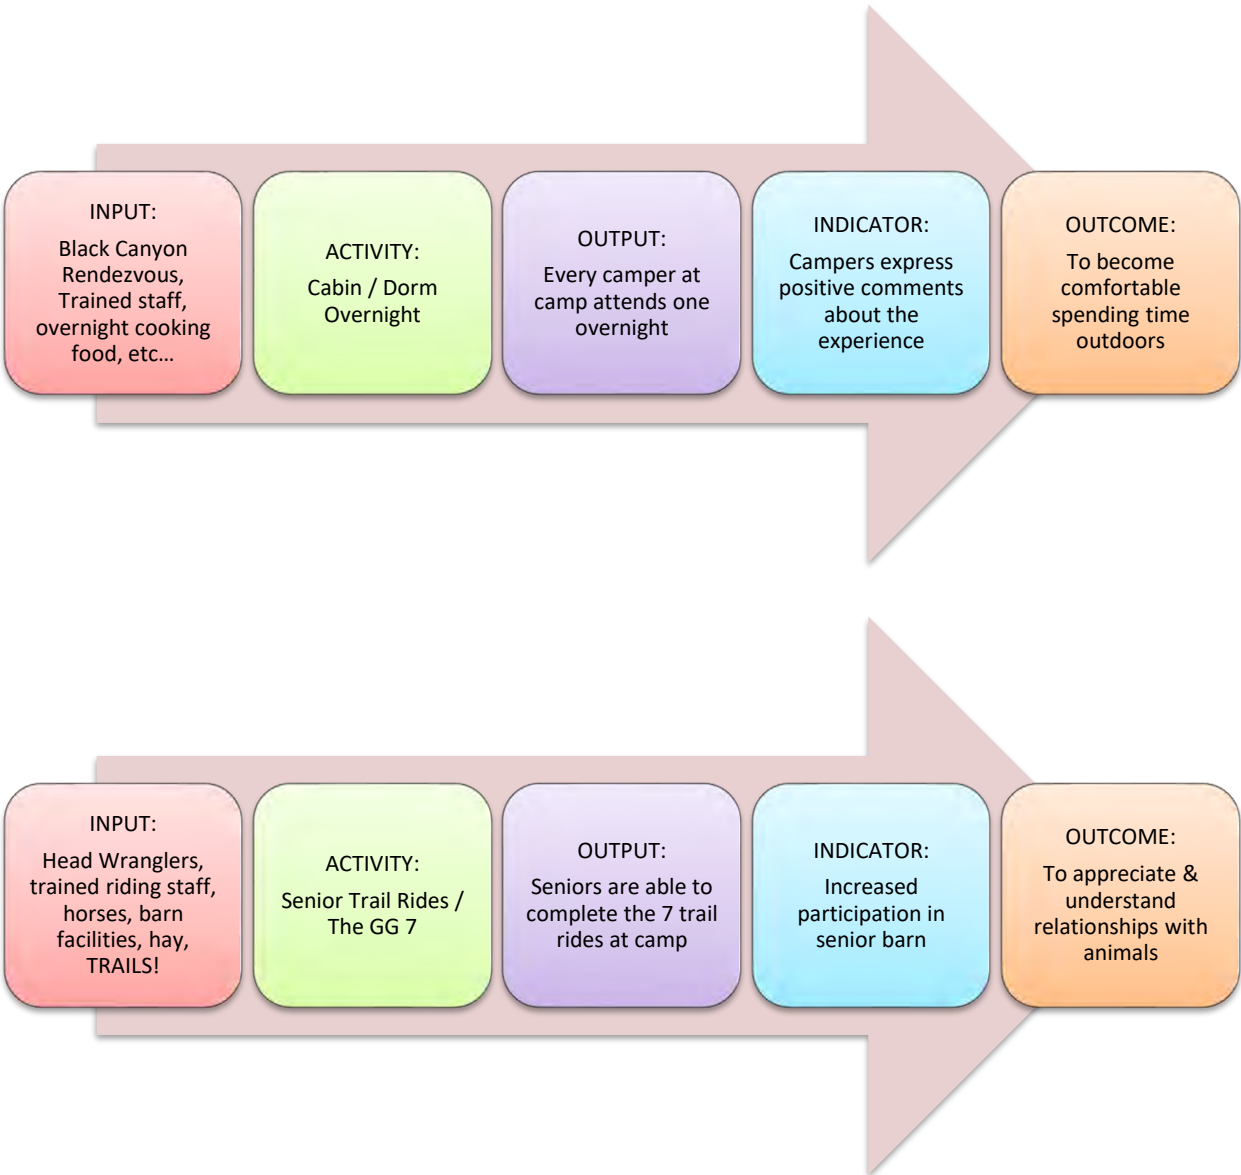 INPUT:
Black Canyon
Rendezvous,
Trained staff,
overnight cooking
food, etc...
ACTIVITY:
Cabin / Dorm
Overnight
OUTPUT:
Every camper at
camp attends one
overnight
INDICATOR:
Campers express
positive comments
about the
experience
OUTCOME:
To become
comfortable
spending time
outdoors
INPUT:
Head Wranglers,
trained riding staff,
horses, barn
facilities, hay,
TRAILS!
ACTIVITY:
Senior Trail Rides /
The GG 7
OUTPUT:
Seniors are able to
complete the 7 trail
rides at camp
INDICATOR:
Increased
participation in
senior barn
OUTCOME:
To appreciate &
understand
relationships with
animals